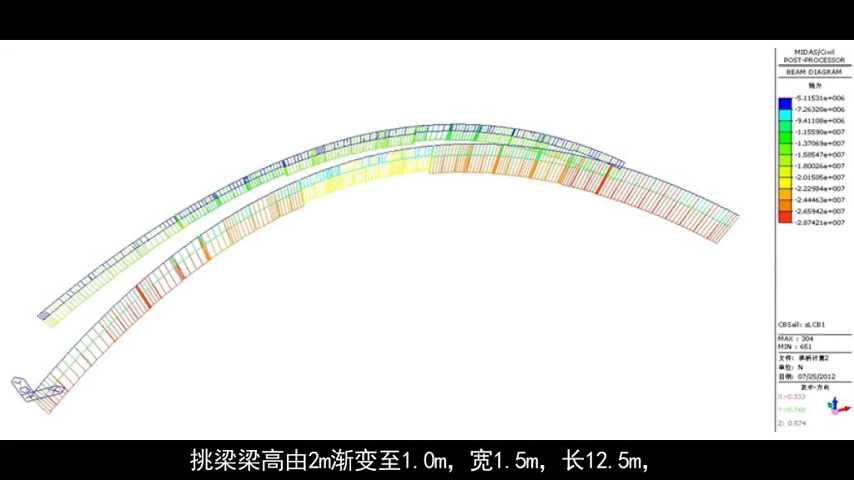 MIDAS/Civil
POST-PROCESSOR
BEAM DIAGRAM
轴力
-5.11531e+006
-7.26320e+006
-9.41108e+006
-1.15590e+007
-1.37069e+007
-1.58547e+007
-1.80026e+007
-2.01505e+007
-2.22984e+007
-2.44463e+007
-2.65942e+007
-2.87421e+007
CBSall: sLCB1
MAX : 304
MIN : 651
文件: 拱桥计算2
单位: N
日期: 07/25/2012
表示-方向
X:-0.333
Y:-0.768
Z: 0.574
挑梁梁高由2m渐变至1.0m，宽1.5m，长12.5m，